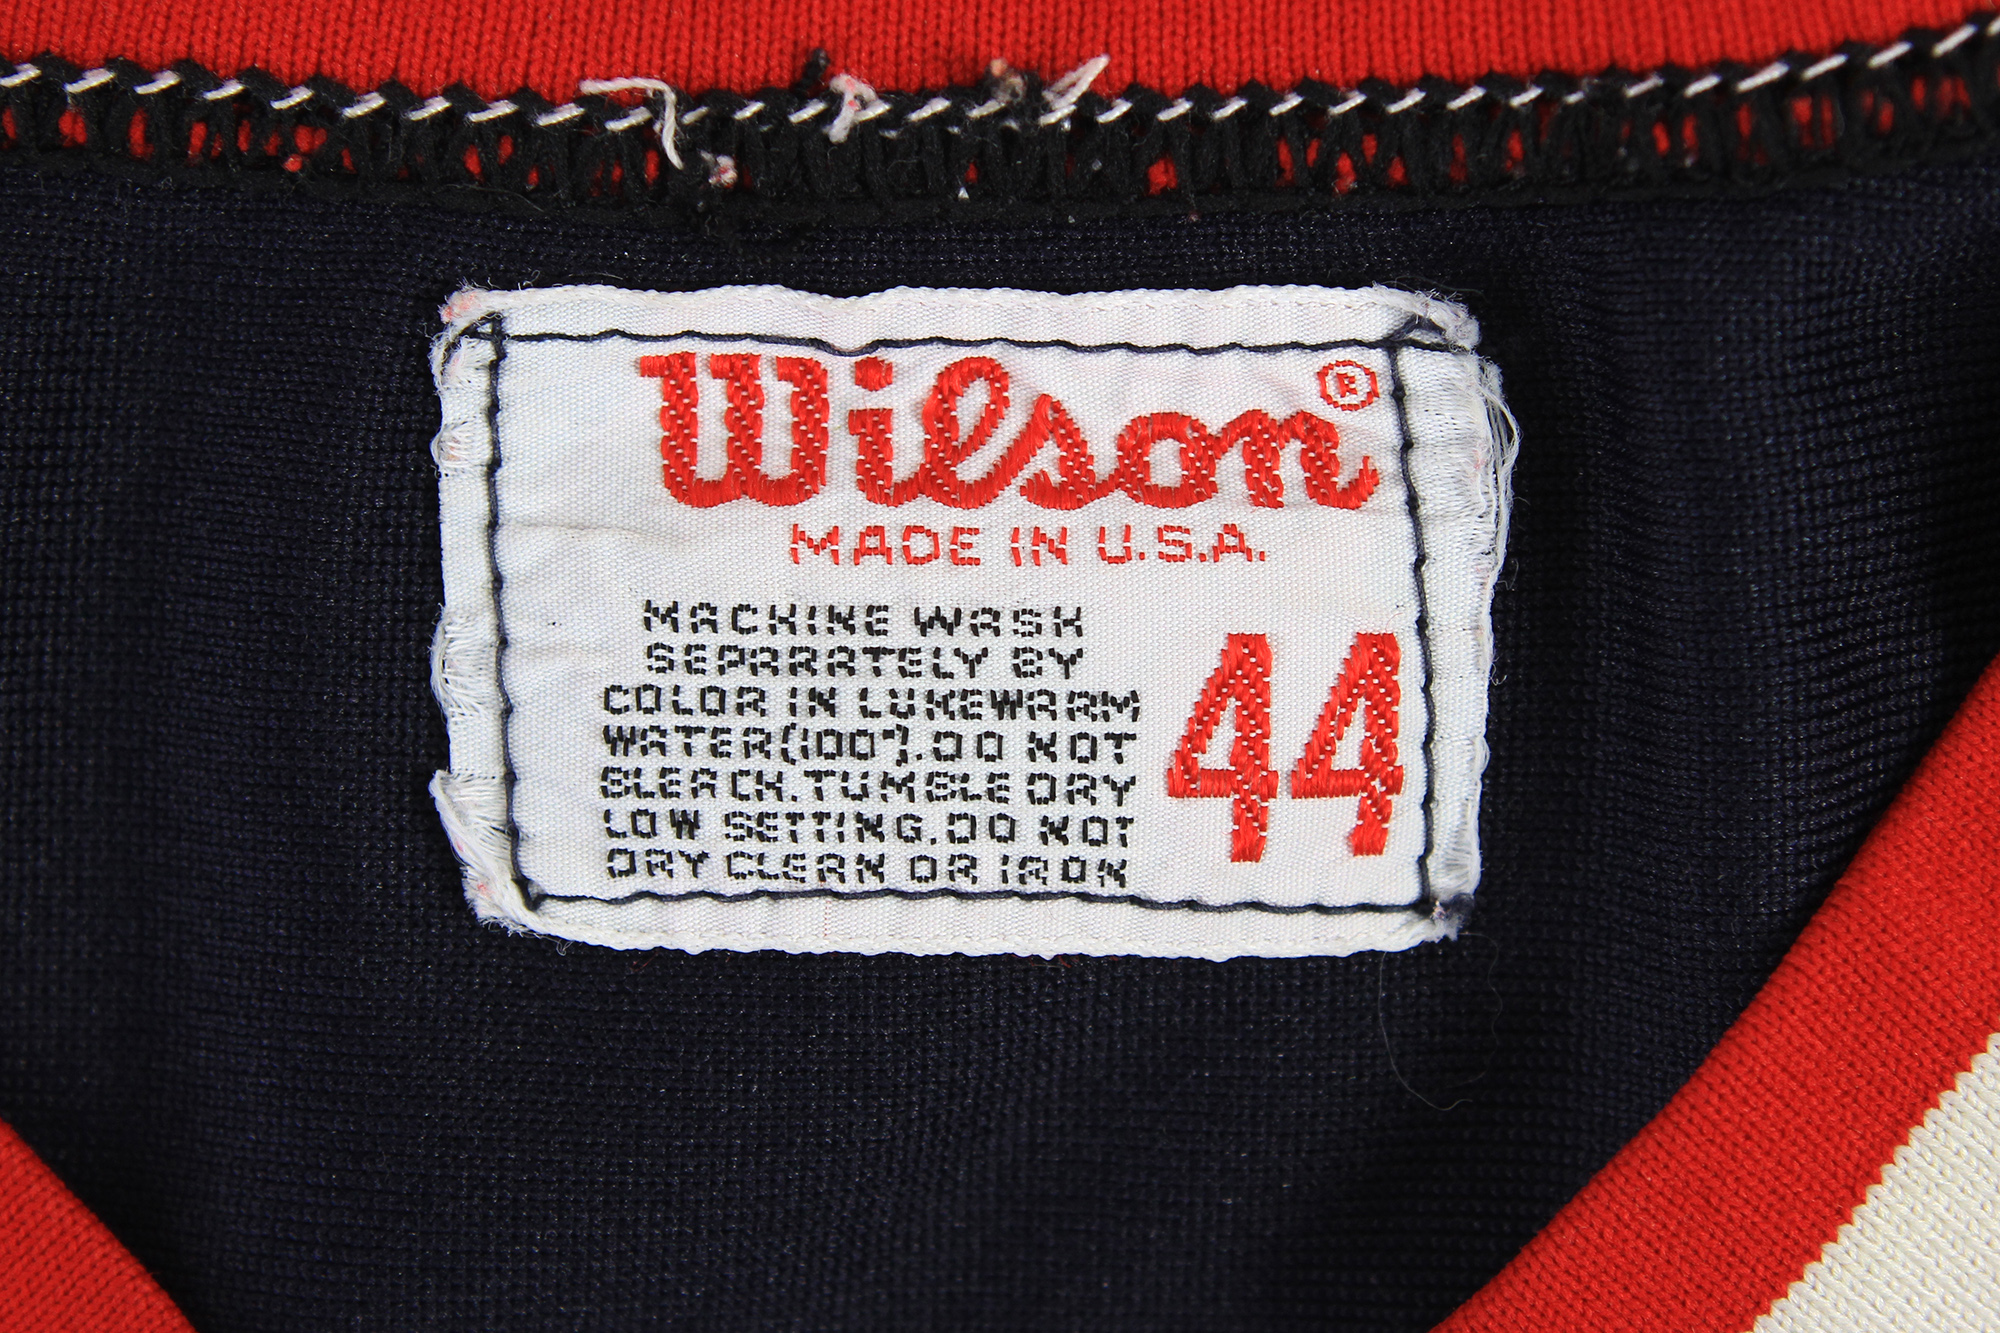 Wilson®
MADE IN U.S.A.
MACHINE WASH
SEPARATELY BY
COLOR IN LUKEWARM
WATER(100°).DO NOT
BLEACH.TUMBLE DRY
LOW SETTING.DO NOT
DRY CLEAN OR IRON
44